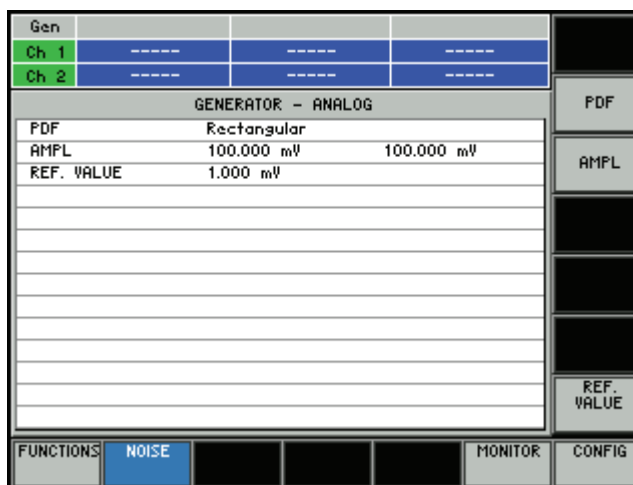 Gen
Ch 1 ----- ----- -----
Ch 2 ----- ----- -----
GENERATOR - ANALOG
PDF Rectangular
AMPL 100.000 mV 100.000 mV
REF. VALUE 1.000 mV
PDF
AMPL
REF.
VALUE
FUNCTIONS NOISE MONITOR CONFIG